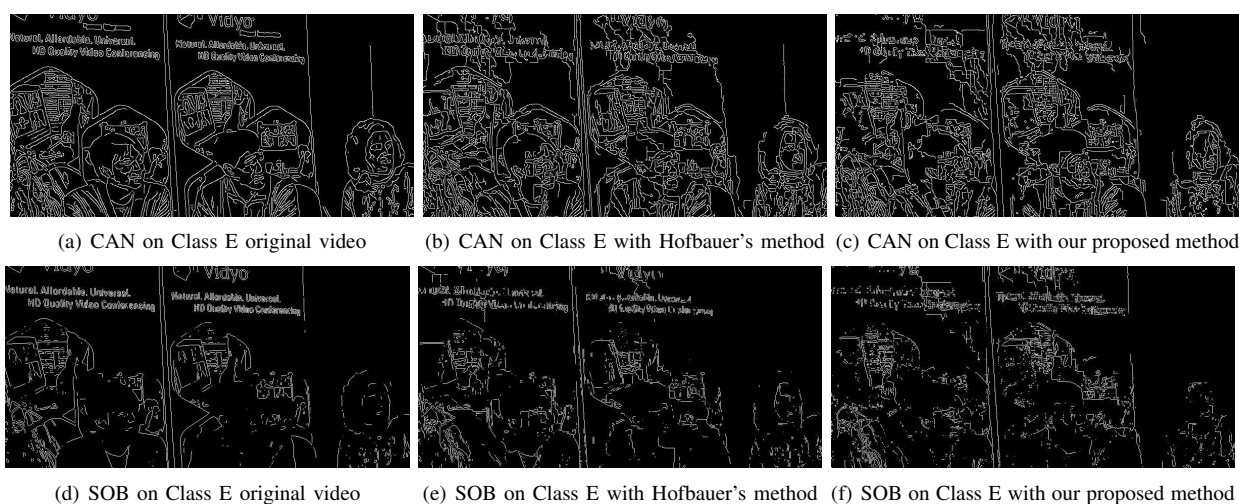 Vidyo
Vidyo
Natural. Affordable. Universal.
HD Quality Video Conferencing
Natural. Affordable. Universal.
HD Quality Video Conferencing
(a) CAN on Class E original video
(b) CAN on Class E with Hofbauer's method
(c) CAN on Class E with our proposed method
Vidyo
Vidyo
Natural. Affordable. Universal.
HD Quality Video Conferencing
Natural. Affordable. Universal.
HD Quality Video Conferencing
(d) SOB on Class E original video
(e) SOB on Class E with Hofbauer's method
(f) SOB on Class E with our proposed method